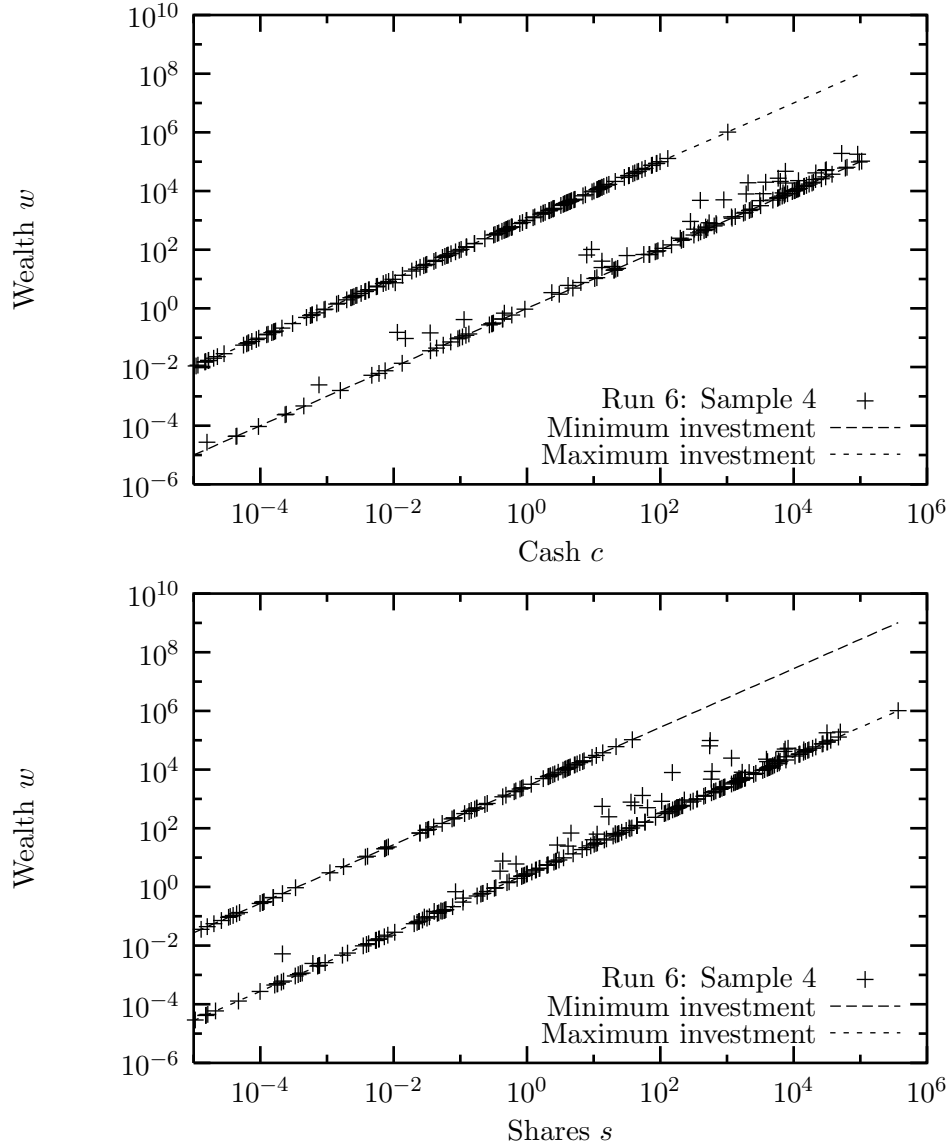 10^10
10^8
10^6
10^4
10^2
10^0
10^−2
10^−4
10^−6
Wealth w
10^−4 10^−2 10^0 10^2 10^4 10^6
Cash c
Run 6: Sample 4
Minimum investment
Maximum investment
10^10
10^8
10^6
10^4
10^2
10^0
10^−2
10^−4
10^−6
Wealth w
10^−4 10^−2 10^0 10^2 10^4 10^6
Shares s
Run 6: Sample 4
Minimum investment
Maximum investment